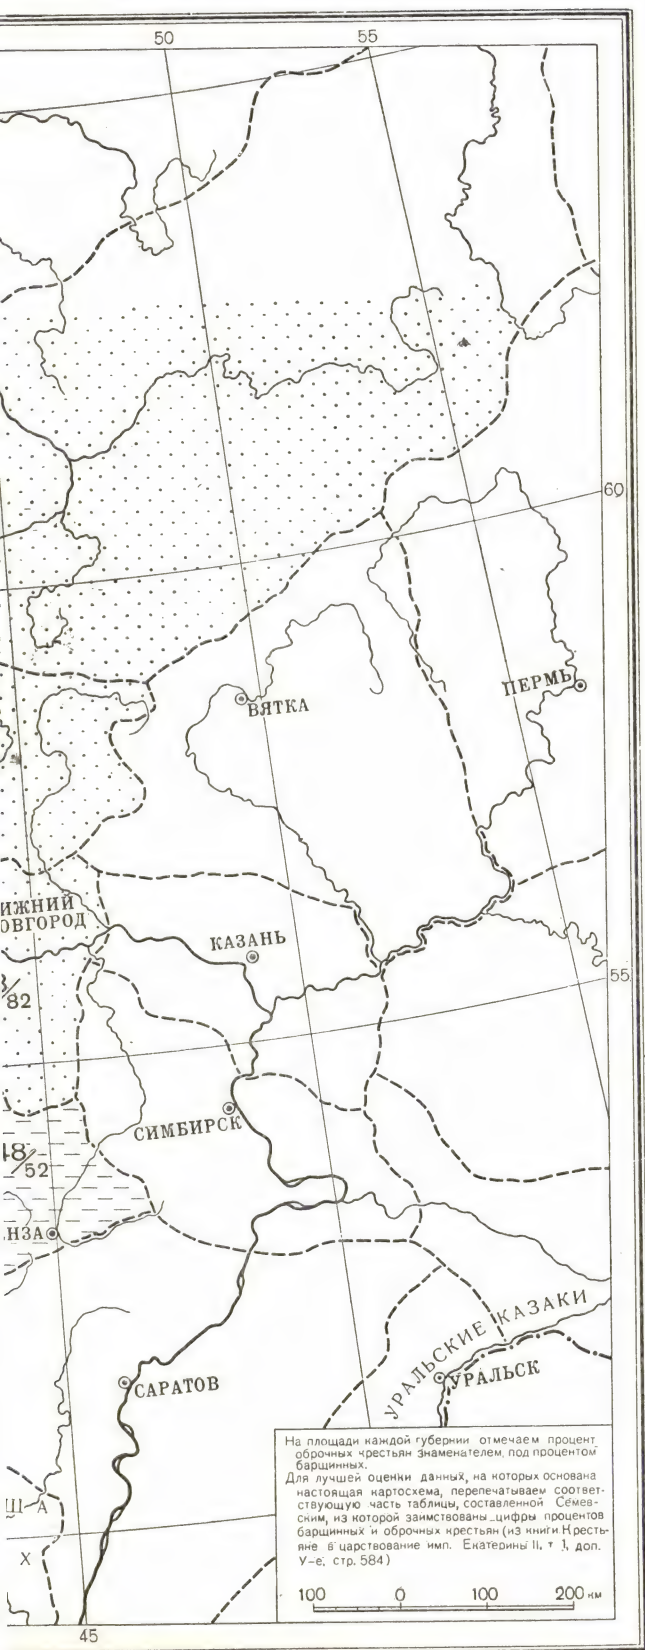 50 55
60
ПЕРМЬ
ВЯТКА
ИЖНИЙ
ОВГОРОД
КАЗАНЬ
55
82
СИМБИРСК
18/52
НЗА
УРАЛЬСКИЕ КАЗАКИ
УРАЛЬСК
САРАТОВ
На площади каждой губернии отмечаем процент
оброчных крестьян знаменателем, под процентом
барщинных.
Для лучшей оценки данных, на которых основана
настоящая картосхема, перепечатываем соответ-
ствующую часть таблицы, составленной Семев-
ским, из которой заимствованы цифры процентов
барщинных и оброчных крестьян (из книги Кресть-
яне в царствование имп. Екатерины II, т I, доп.
V-е, стр. 584)
Ш А
Х
100 0 100 200 км
45